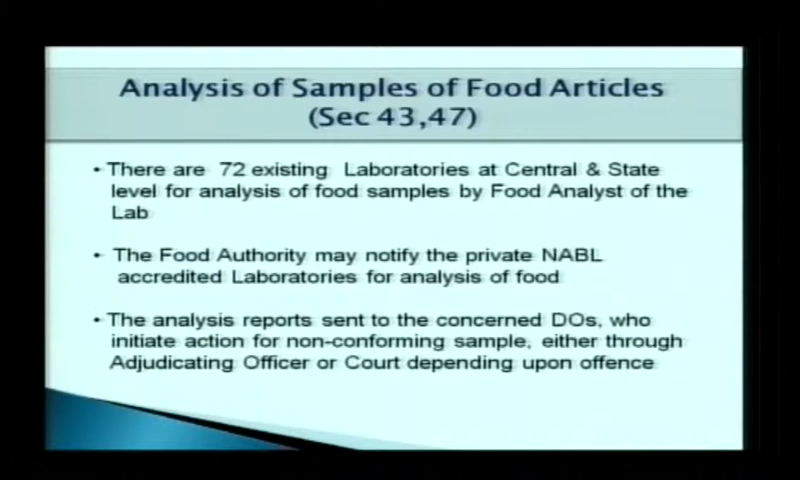 Analysis of Samples of Food Articles
(Sec 43,47)
• There are 72 existing Laboratories at Central & State
level for analysis of food samples by Food Analyst of the
Lab
• The Food Authority may notify the private NABL
accredited Laboratories for analysis of food
• The analysis reports sent to the concerned DOs, who
initiate action for non-conforming sample, either through
Adjudicating Officer or Court depending upon offence